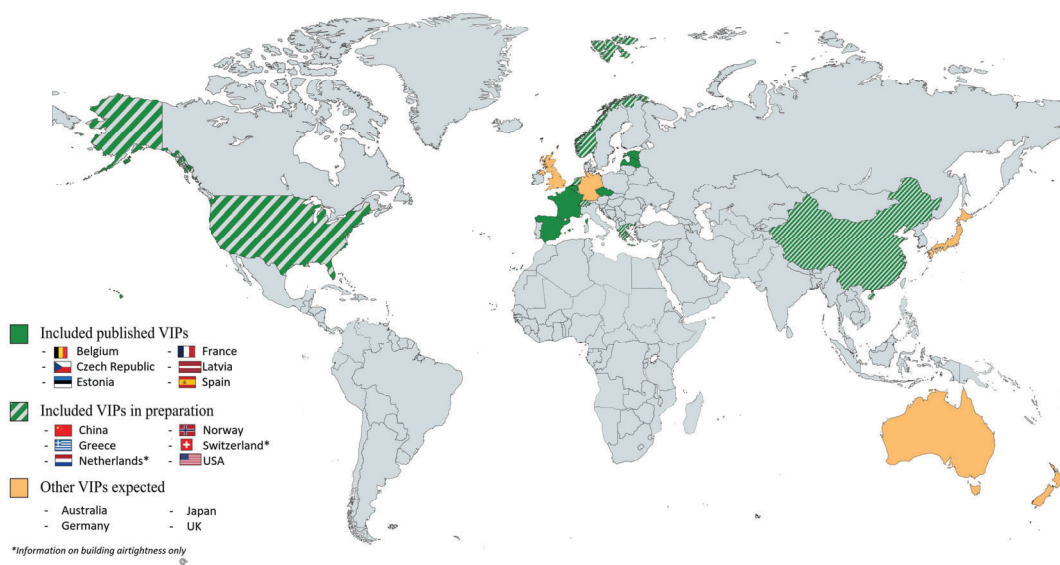 Included published VIPs
- Belgium - France
- Czech Republic - Latvia
- Estonia - Spain
Included VIPs in preparation
- China - Norway
- Greece - Switzerland*
- Netherlands* - USA
Other VIPs expected
- Australia - Japan
- Germany - UK
*Information on building airtightness only